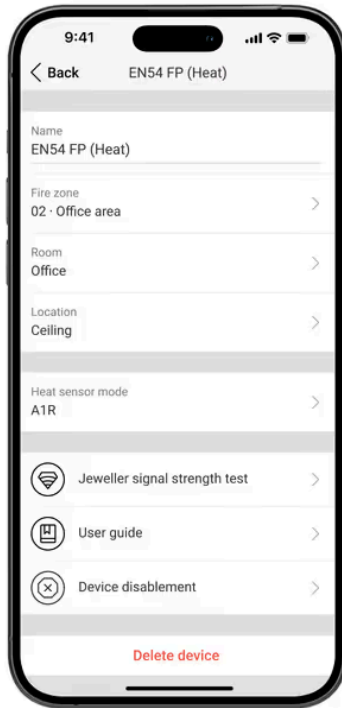 9:41
Back EN54 FP (Heat)
Name
EN54 FP (Heat)
Fire zone
02 · Office area
Room
Office
Location
Ceiling
Heat sensor mode
A1R
Jeweller signal strength test
User guide
Device disablement
Delete device